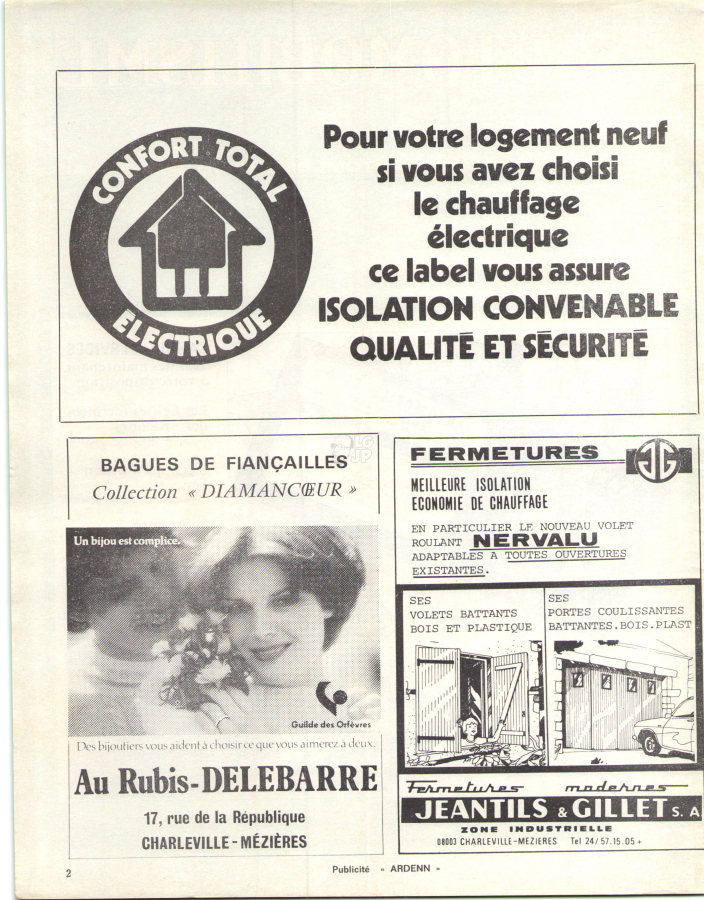 CONFORT TOTAL
ELECTRIQUE
Pour votre logement neuf
si vous avez choisi
le chauffage
électrique
ce label vous assure
ISOLATION CONVENABLE
QUALITÉ ET SÉCURITÉ
BAGUES DE FIANÇAILLES
Collection « DIAMANCŒUR »
Un bijou est complice.
Guilde des Orfèvres
Des bijoutiers vous aident à choisir ce que vous aimerez à deux.
Au Rubis-DELEBARRE
17, rue de la République
CHARLEVILLE - MÉZIÈRES
FERMETURES
JG
MEILLEURE ISOLATION
ECONOMIE DE CHAUFFAGE
EN PARTICULIER LE NOUVEAU VOLET
ROULANT NERVALU
ADAPTABLES A TOUTES OUVERTURES
EXISTANTES.
SES
VOLETS BATTANTS
BOIS ET PLASTIQUE
SES
PORTES COULISSANTES
BATTANTES.BOIS.PLAST
Fermetures modernes
JEANTILS & GILLET S. A
ZONE INDUSTRIELLE
08003 CHARLEVILLE-MEZIERES Tel 24/57.15.05+
2
Publicité « ARDENN »